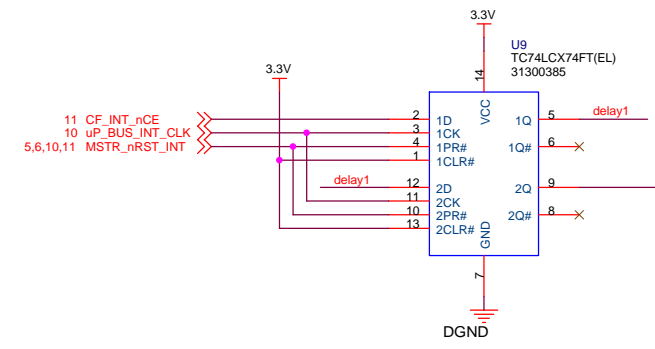 3.3V
U9
TC74LCX74FT(EL)
31300385
3.3V
14
VCC
11 CF_INT_nCE
2 1D
1Q 5 delay1
10 uP_BUS_INT_CLK
3 1CK
5,6,10,11 MSTR_nRST_INT
4 1PR#
1Q# 6
1 1CLR#
delay1 12 2D
2Q 9
11 2CK
10 2PR#
2Q# 8
13 2CLR#
GND
7
DGND